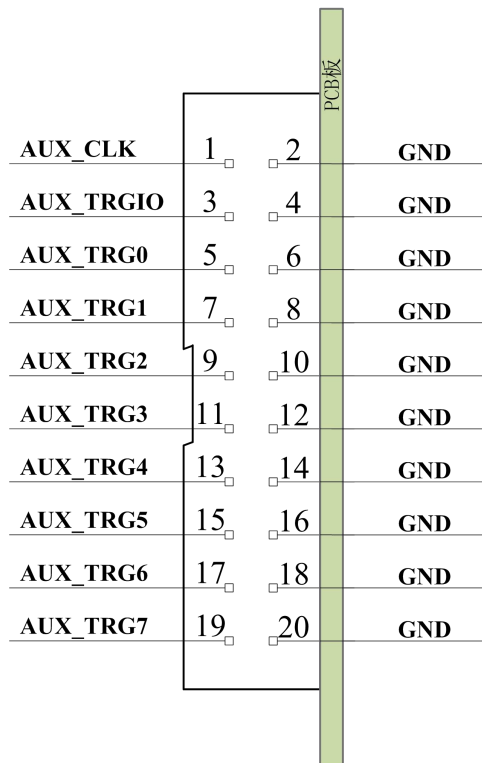 PCB板
AUX_CLK 1 2 GND
AUX_TRGIO 3 4 GND
AUX_TRG0 5 6 GND
AUX_TRG1 7 8 GND
AUX_TRG2 9 10 GND
AUX_TRG3 11 12 GND
AUX_TRG4 13 14 GND
AUX_TRG5 15 16 GND
AUX_TRG6 17 18 GND
AUX_TRG7 19 20 GND